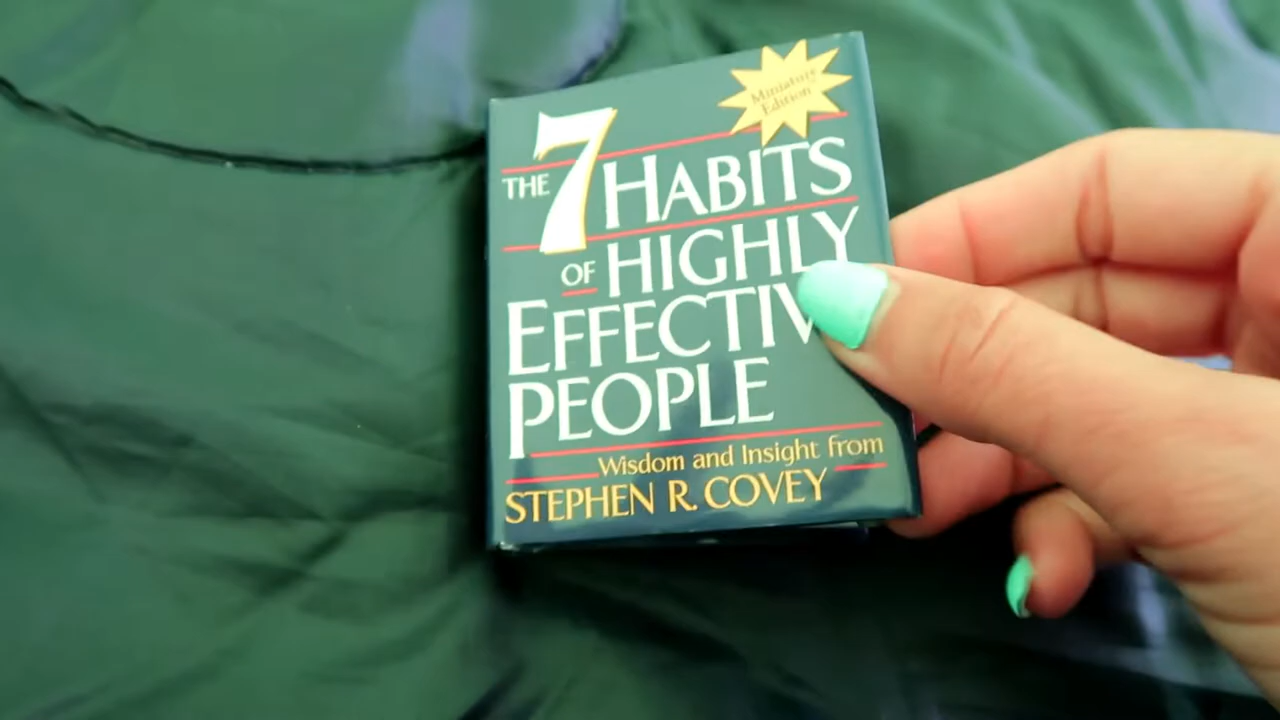 Miniature
Edition
THE 7 HABITS
OF HIGHLY
EFFECTIV
PEOPLE
Wisdom and Insight from
STEPHEN R. COVEY